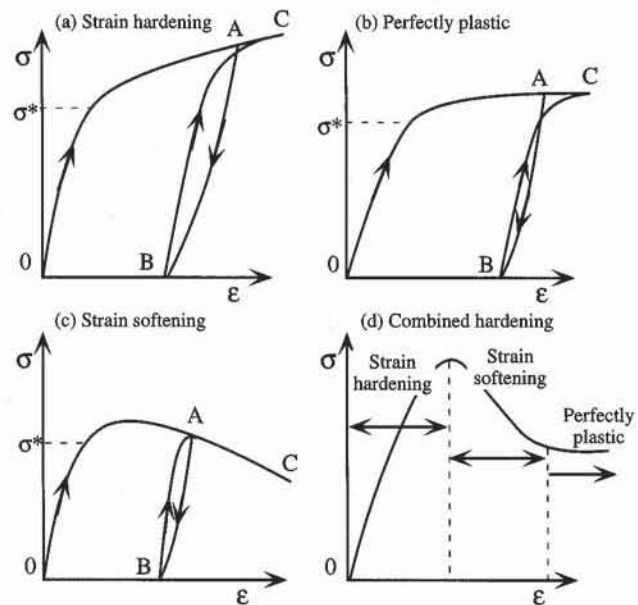 (a) Strain hardening
σ
σ*
0
A
C
B
ε
(b) Perfectly plastic
σ
σ*
0
A
C
B
ε
(c) Strain softening
σ
σ*
0
A
C
B
ε
(d) Combined hardening
σ
Strain
hardening
Strain
softening
Perfectly
plastic
0
ε